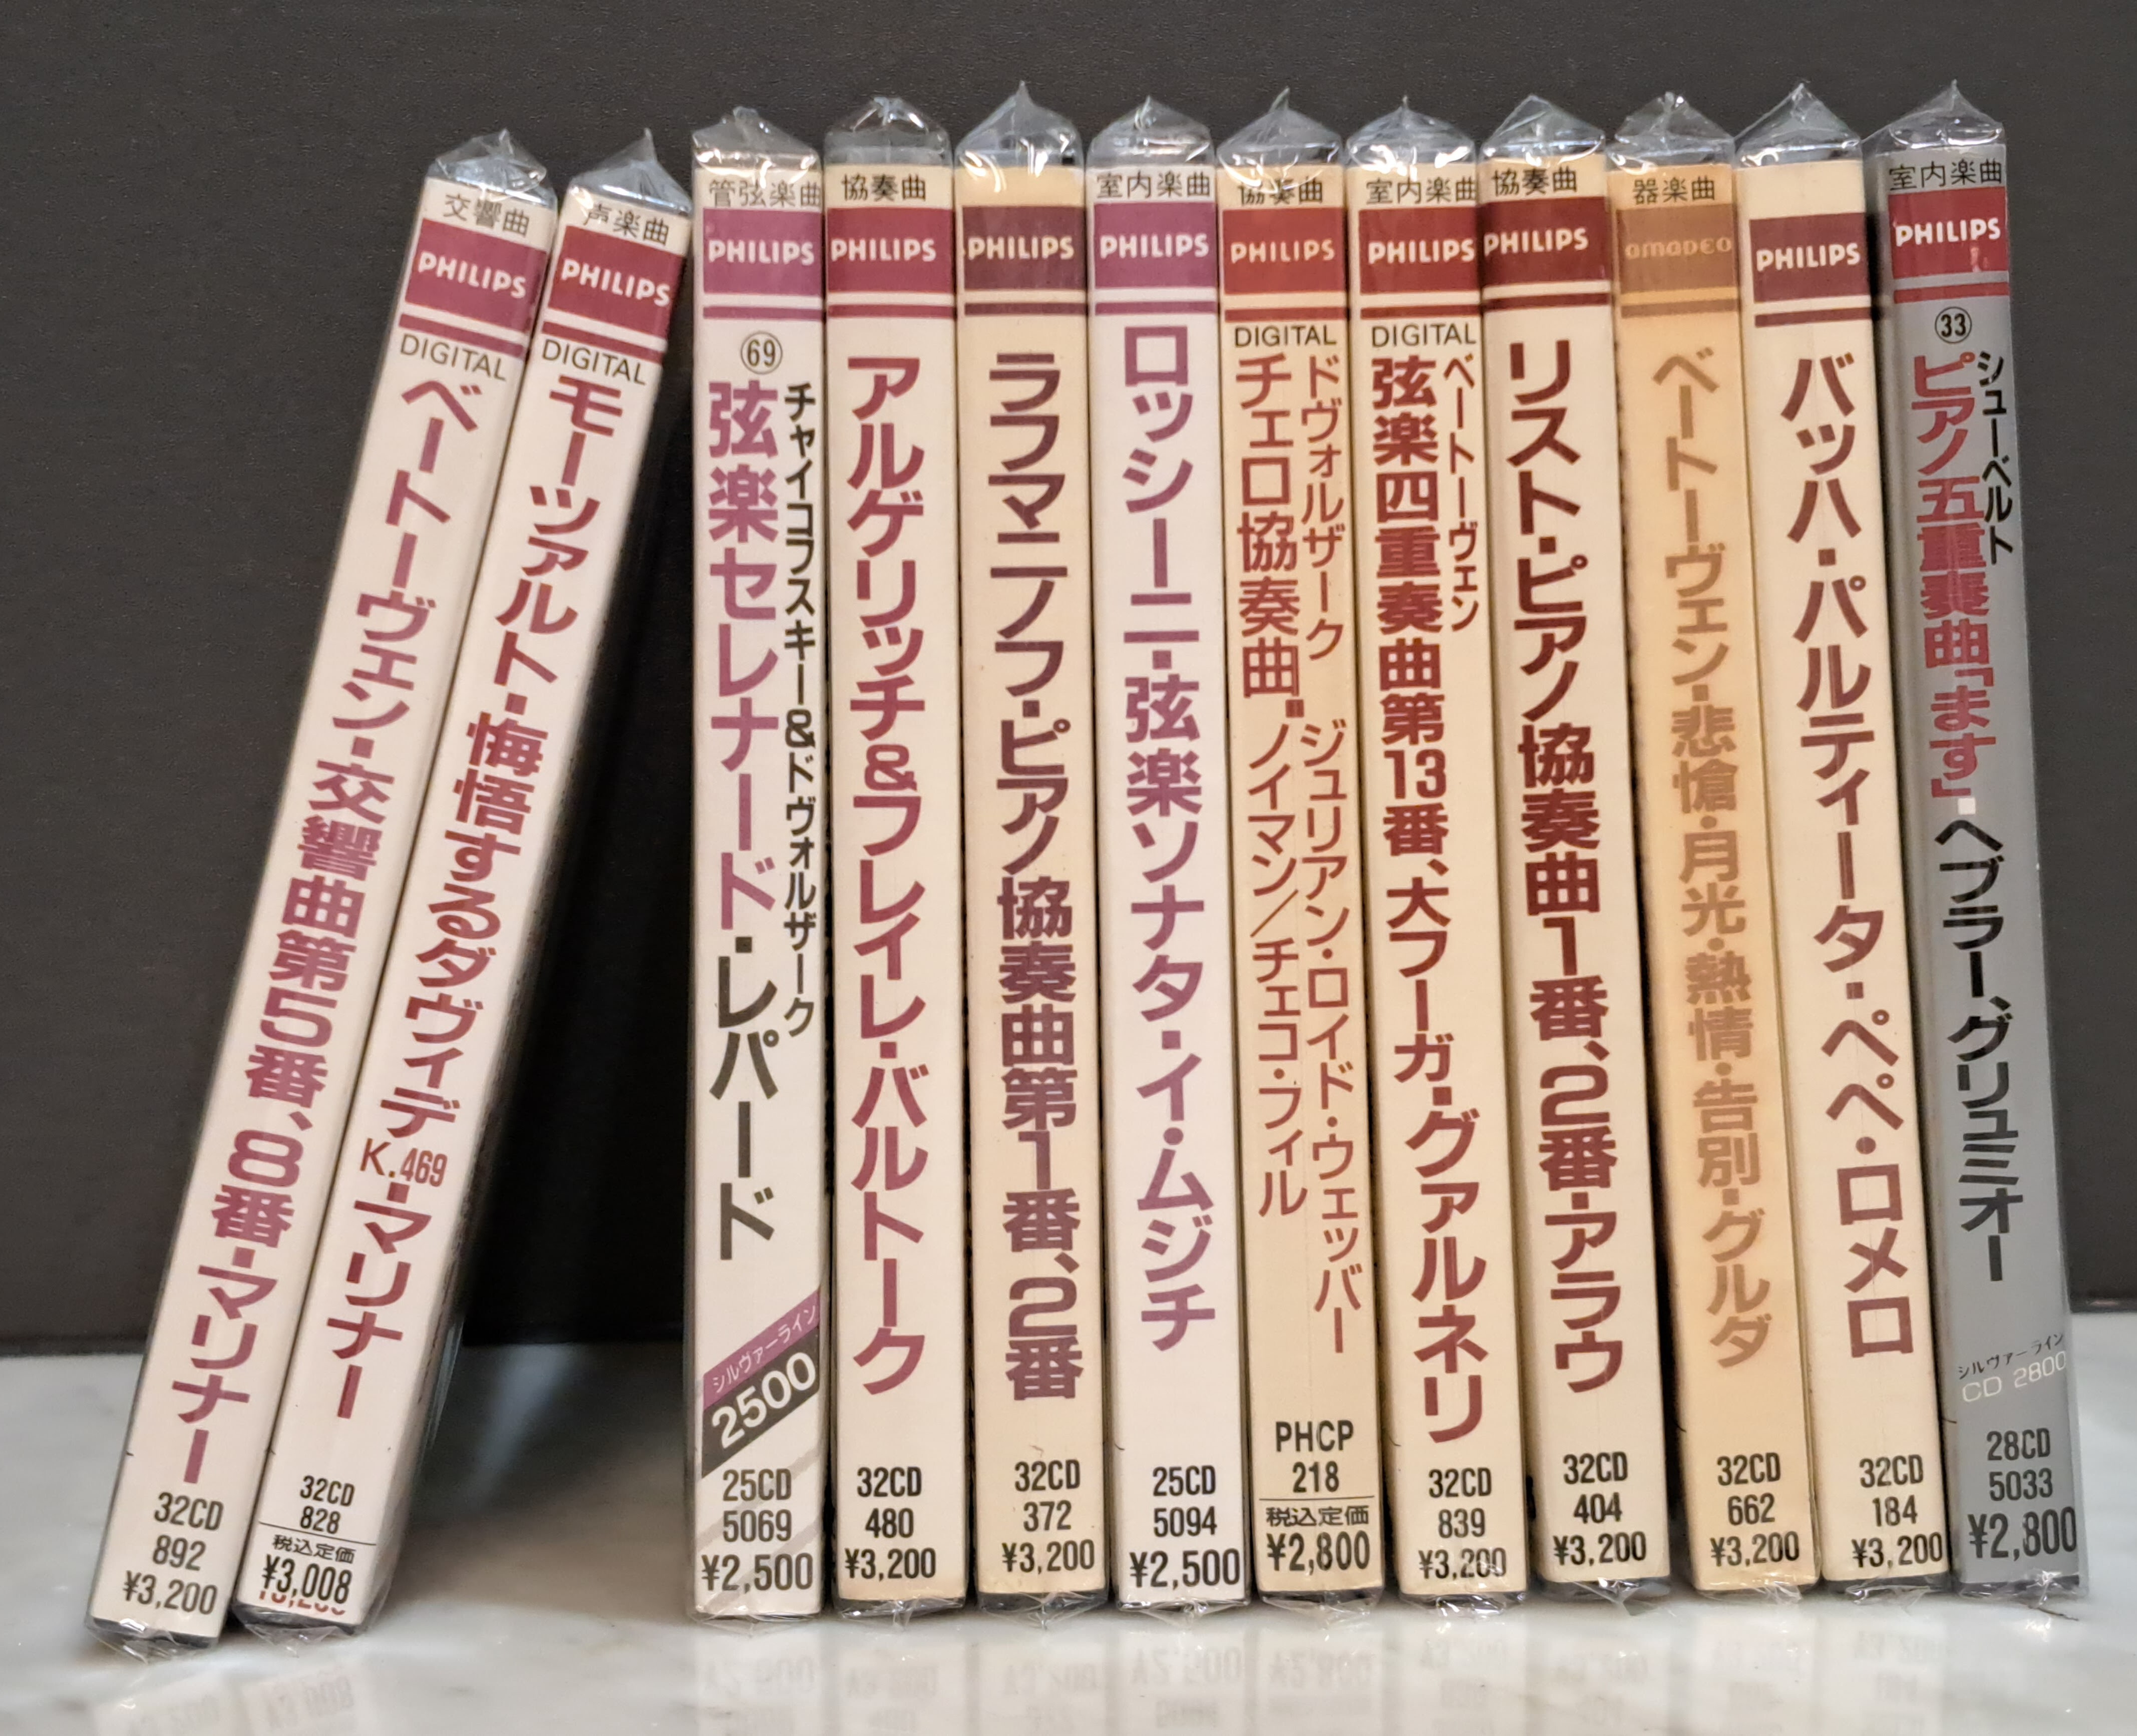 交響曲
PHILIPS
DIGITAL
ベートーヴェン・交響曲第5番、8番・マリナー
32CD
892
¥3,200
声楽曲
PHILIPS
DIGITAL
モーツァルト・悔悟するダヴィデK.469・マリナー
32CD
828
税込定価
¥3,008
管弦楽曲
PHILIPS
69
チャイコフスキー&ドヴォルザーク
弦楽セレナード・レパード
シルヴァーライン
2500
25CD
5069
¥2,500
協奏曲
PHILIPS
アルゲリッチ&フレイレ・バルトーク
32CD
480
¥3,200
PHILIPS
ラフマニノフ・ピアノ協奏曲第1番、2番
32CD
372
¥3,200
室内楽曲
PHILIPS
ロッシーニ・弦楽ソナタ・イ・ムジチ
25CD
5094
¥2,500
協奏曲
PHILIPS
DIGITAL
ドヴォルザーク
チェロ協奏曲・
ジュリアン・ロイド・ウェッバー
ノイマン/チェコ・フィル
PHCP
218
税込定価
¥2,800
室内楽曲
PHILIPS
DIGITAL
ベートーヴェン
弦楽四重奏曲第13番、大フーガ・グァルネリ
32CD
839
¥3,200
協奏曲
PHILIPS
リスト・ピアノ協奏曲1番、2番・アラウ
32CD
404
¥3,200
器楽曲
AMADEO
ベートーヴェン・悲愴・月光・熱情・告別・グルダ
32CD
662
¥3,200
PHILIPS
バッハ・パルティータ・ペペ・ロメロ
32CD
184
¥3,200
室内楽曲
PHILIPS
33
シューベルト
ピアノ五重奏曲「ます」・ヘブラー、グリュミオー
シルヴァーライン
CD 2800
28CD
5033
¥2,800